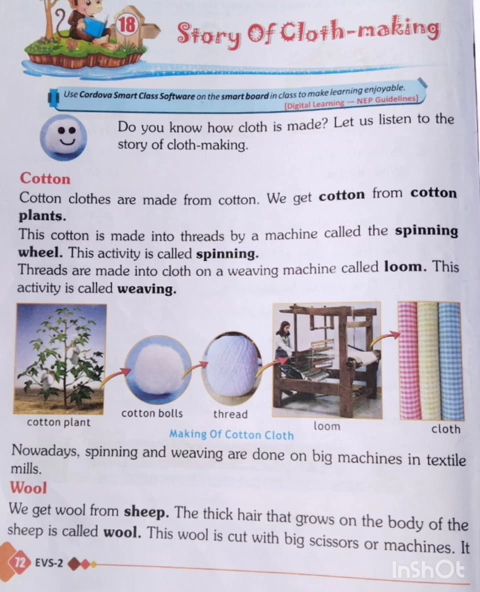 18
Story Of Cloth-making
Use Cordova Smart Class Software on the smart board in class to make learning enjoyable.
[Digital Learning — NEP Guidelines]
Do you know how cloth is made? Let us listen to the
story of cloth-making.
Cotton
Cotton clothes are made from cotton. We get cotton from cotton
plants.
This cotton is made into threads by a machine called the spinning
wheel. This activity is called spinning.
Threads are made into cloth on a weaving machine called loom. This
activity is called weaving.
cotton plant
cotton bolls
thread
loom
cloth
Making Of Cotton Cloth
Nowadays, spinning and weaving are done on big machines in textile
mills.
Wool
We get wool from sheep. The thick hair that grows on the body of the
sheep is called wool. This wool is cut with big scissors or machines. It
72 EVS-2
InShOt